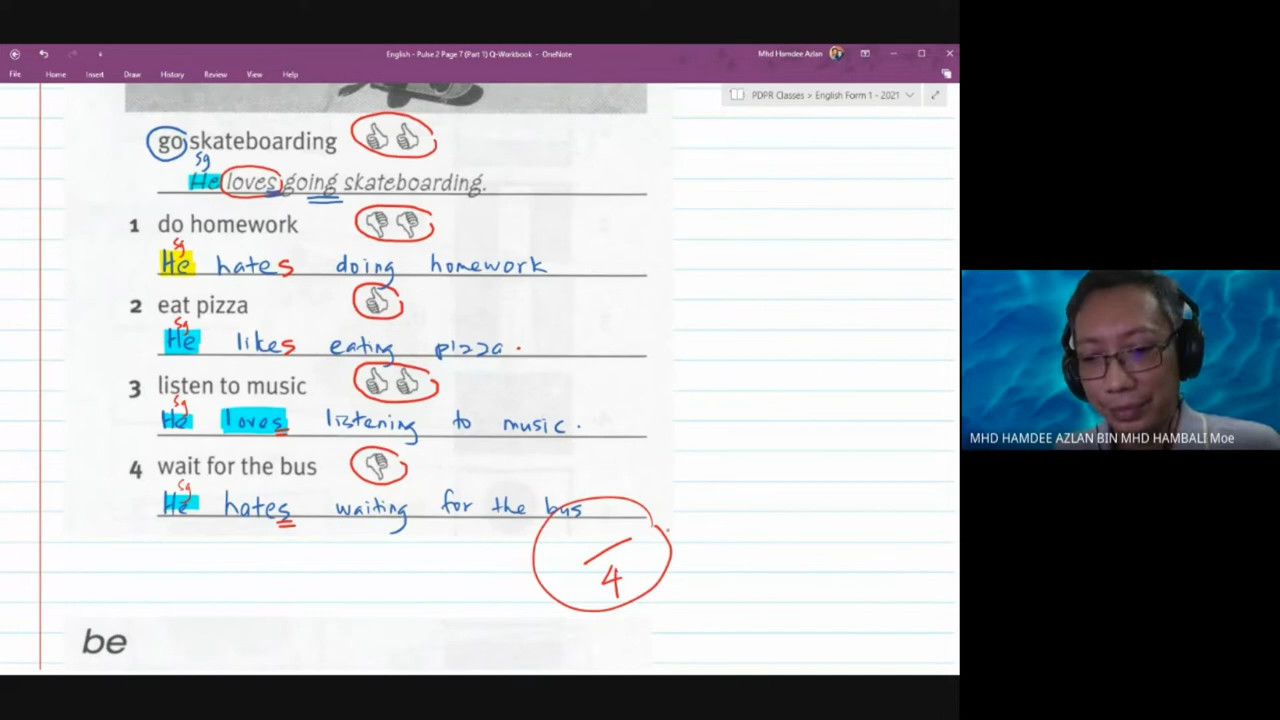 English - Pulse 2 Page 7 (Part 1) Q-Workbook - OneNote
Mhd Hamdee Azlan
File Home Insert Draw History Review View Help
PDPR Classes > English Form 1 - 2021
go skateboarding
sg
He loves going skateboarding.
1 do homework
sg
He hates doing homework
2 eat pizza
sg
He likes eating pizza.
3 listen to music
sg
He loves listening to music.
4 wait for the bus
sg
He hates waiting for the bus
/4
be
MHD HAMDEE AZLAN BIN MHD HAMBALI Moe